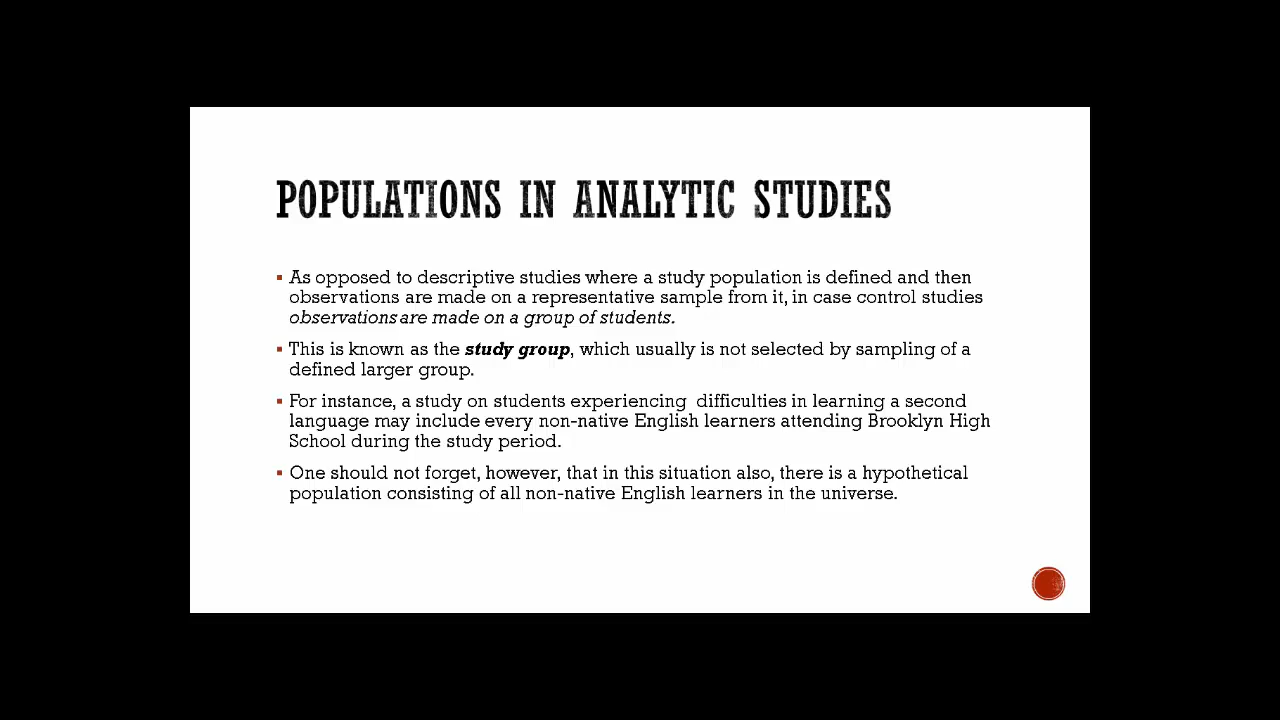 POPULATIONS IN ANALYTIC STUDIES
▪ As opposed to descriptive studies where a study population is defined and then
observations are made on a representative sample from it, in case control studies
observations are made on a group of students.
▪ This is known as the study group, which usually is not selected by sampling of a
defined larger group.
▪ For instance, a study on students experiencing  difficulties in learning a second
language may include every non-native English learners attending Brooklyn High
School during the study period.
▪ One should not forget, however, that in this situation also, there is a hypothetical
population consisting of all non-native English learners in the universe.